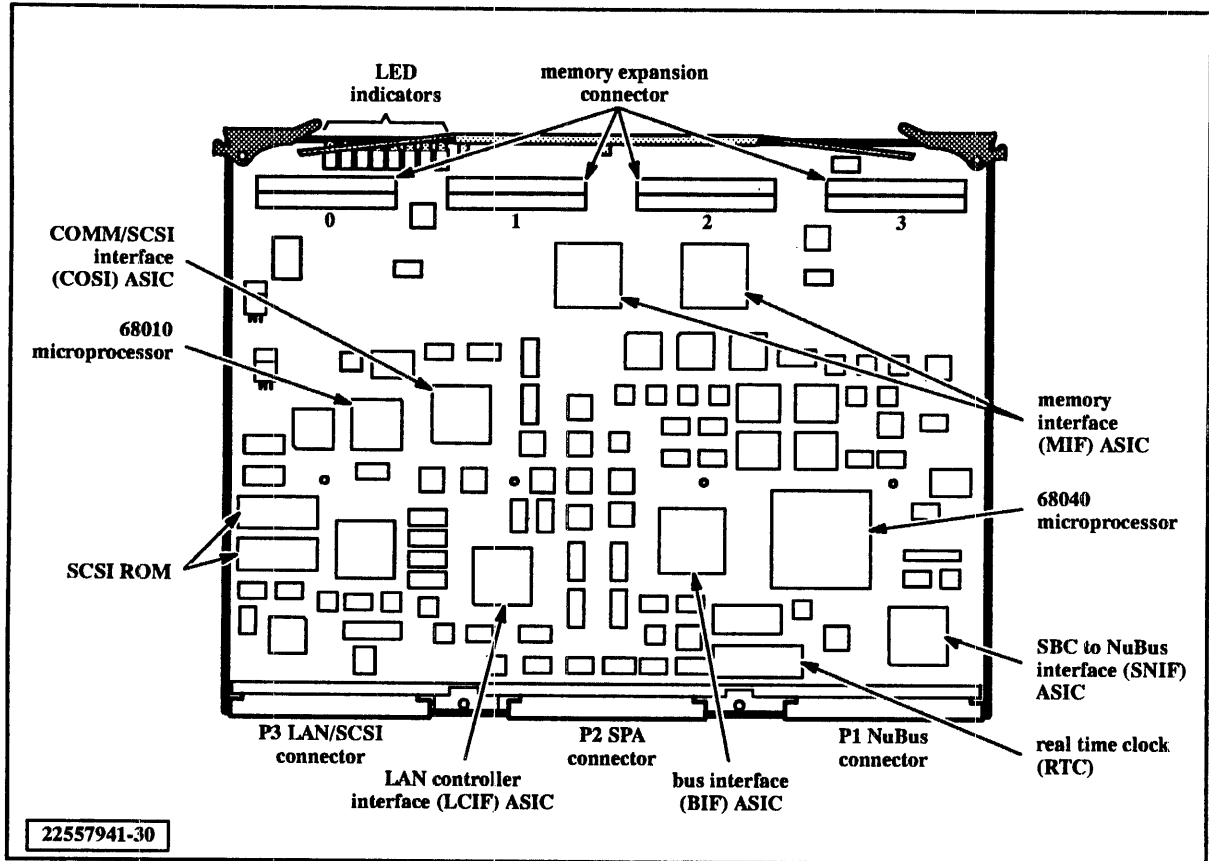 LED
indicators
memory expansion
connector
0
1
2
3
COMM/SCSI
interface
(COSI) ASIC
68010
microprocessor
memory
interface
(MIF) ASIC
68040
microprocessor
SCSI ROM
SBC to NuBus
interface (SNIF)
ASIC
P3 LAN/SCSI
connector
P2 SPA
connector
P1 NuBus
connector
real time clock
(RTC)
LAN controller
interface (LCIF) ASIC
bus interface
(BIF) ASIC
22557941-30